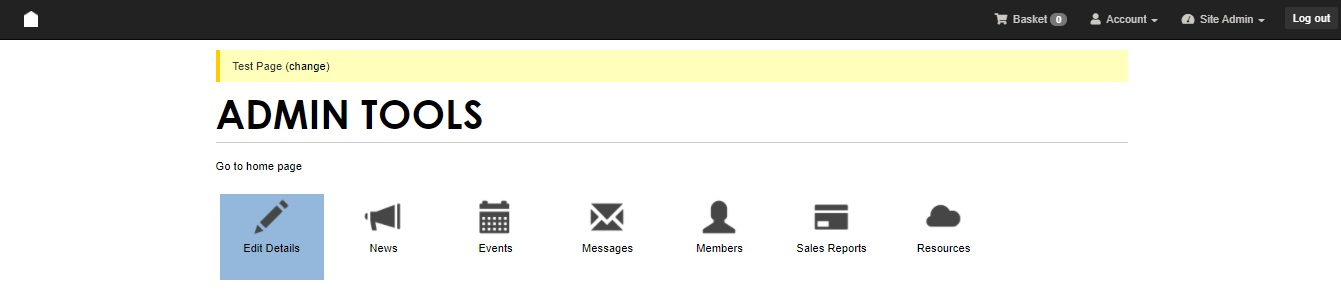 Basket 0 Account Site Admin Log out
Test Page (change)
ADMIN TOOLS
Go to home page
Edit Details News Events Messages Members Sales Reports Resources